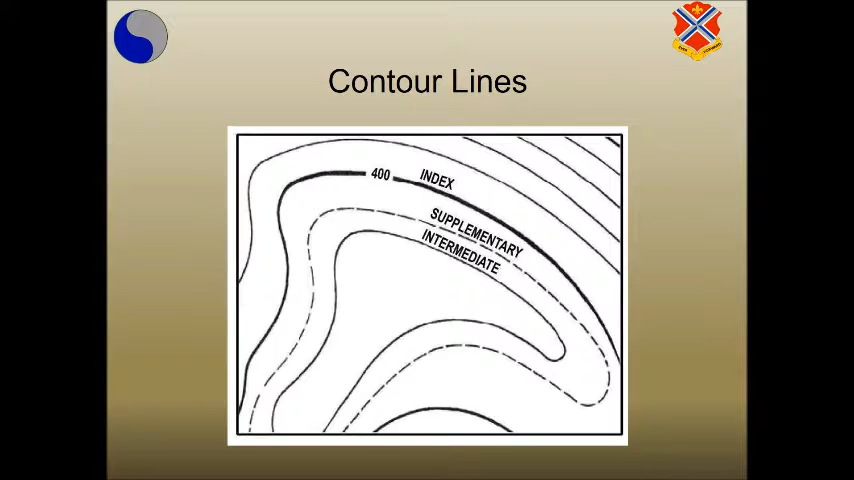 Contour Lines
400 INDEX
SUPPLEMENTARY
INTERMEDIATE